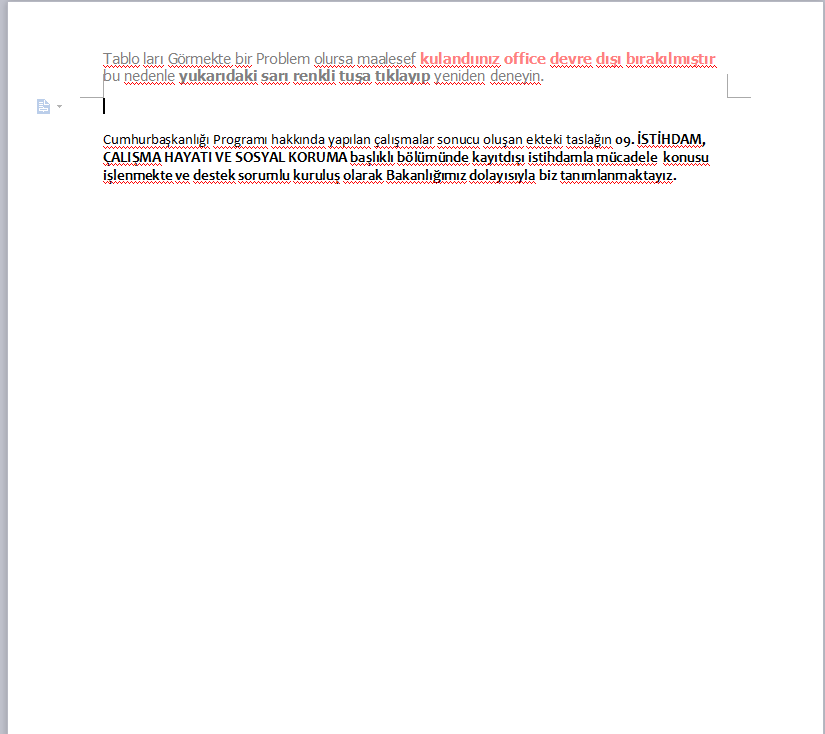 Tablo ları Görmekte bir Problem olursa maalesef kulandıınız office devre dışı bırakılmıştır
bu nedenle yukarıdaki sarı renkli tuşa tıklayıp yeniden deneyin.
Cumhurbaşkanlığı Programı hakkında yapılan çalışmalar sonucu oluşan ekteki taslağın 09. İSTİHDAM,
ÇALIŞMA HAYATI VE SOSYAL KORUMA başlıklı bölümünde kayıtdışı istihdamla mücadele konusu
işlenmekte ve destek sorumlu kuruluş olarak Bakanlığımız dolayısıyla biz tanımlanmaktayız.